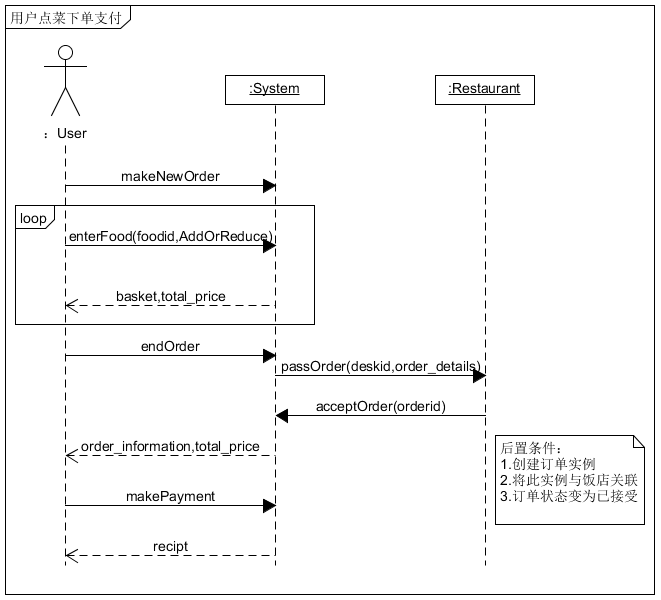 用户点菜下单支付
:System
:Restaurant
: User
makeNewOrder
loop
enterFood(foodid,AddOrReduce)
basket,total_price
endOrder
passOrder(deskid,order_details)
acceptOrder(orderid)
order_information,total_price
后置条件：
1.创建订单实例
2.将此实例与饭店关联
3.订单状态变为已接受
makePayment
recipt